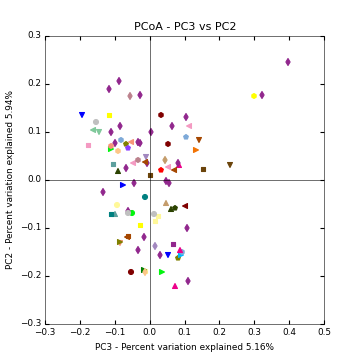 PCoA - PC3 vs PC2
0.3
0.2
0.1
0.0
−0.1
−0.2
−0.3
PC2 - Percent variation explained 5.94%
−0.3 −0.2 −0.1 0.0 0.1 0.2 0.3 0.4 0.5
PC3 - Percent variation explained 5.16%